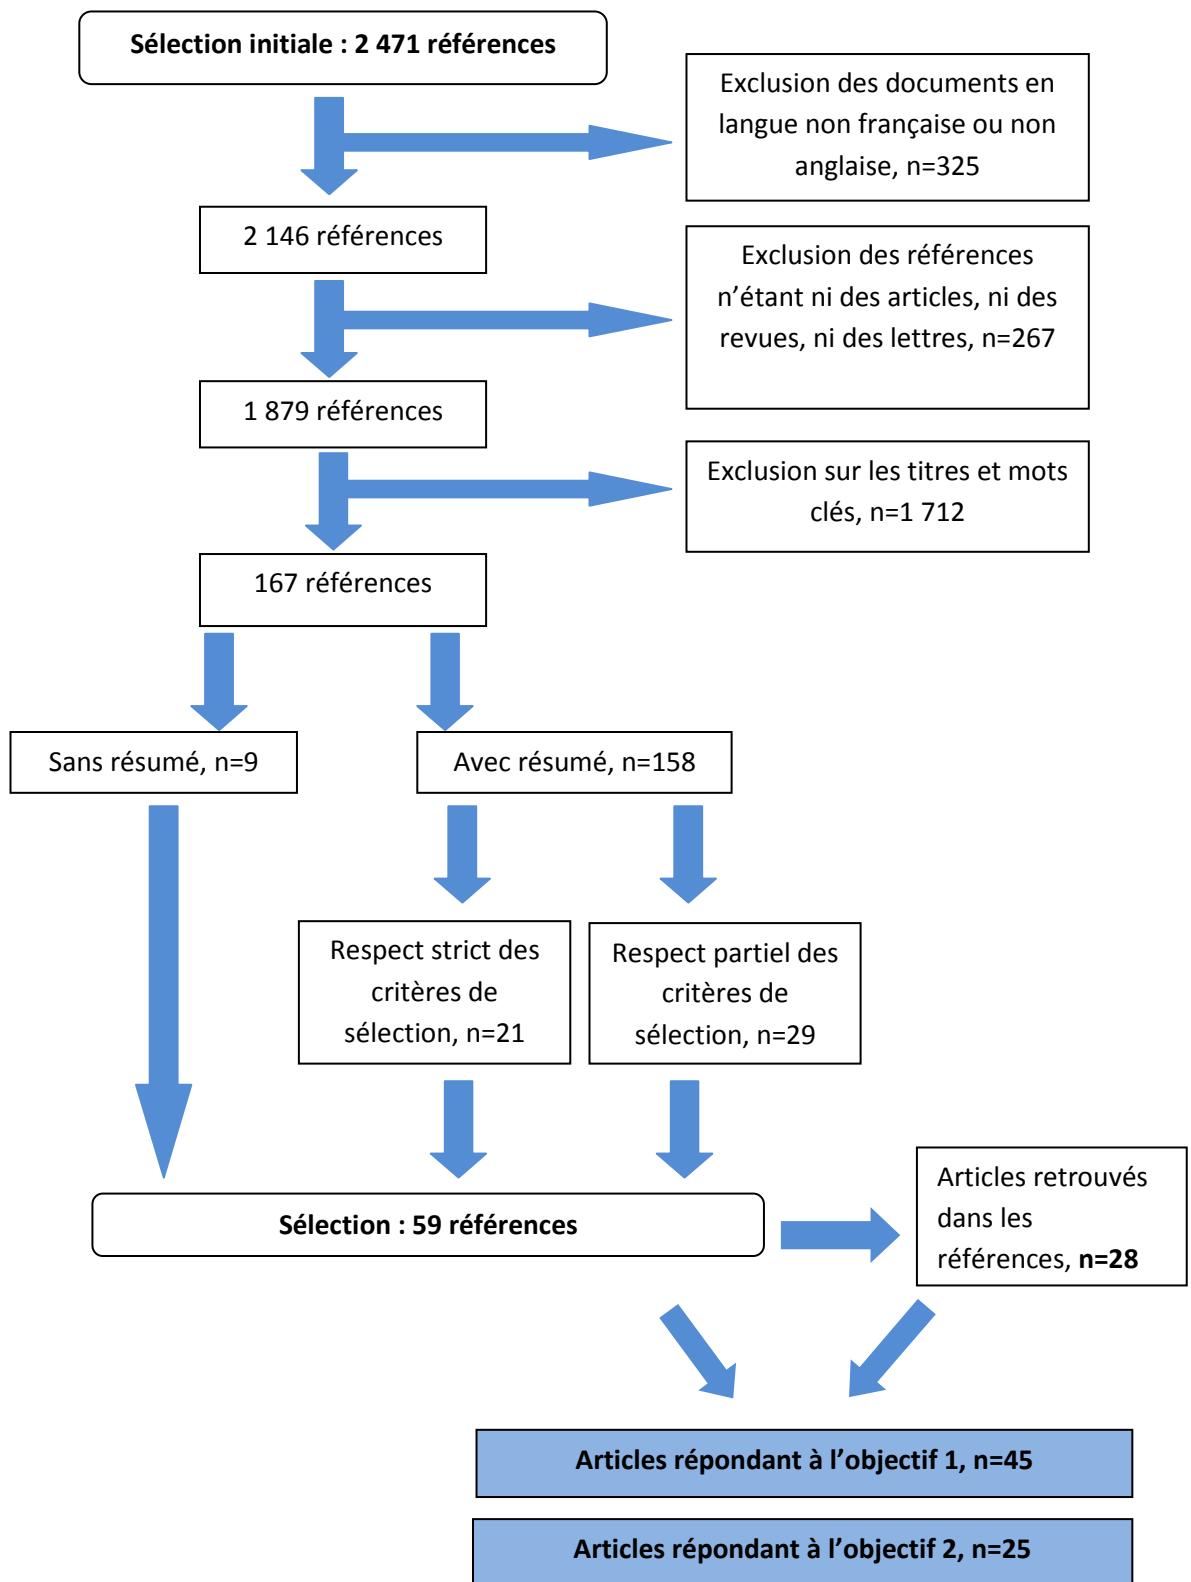 Sélection initiale : 2 471 références
Exclusion des documents en
langue non française ou non
anglaise, n=325
2 146 références
Exclusion des références
n’étant ni des articles, ni des
revues, ni des lettres, n=267
1 879 références
Exclusion sur les titres et mots
clés, n=1 712
167 références
Sans résumé, n=9
Avec résumé, n=158
Respect strict des
critères de
sélection, n=21
Respect partiel des
critères de
sélection, n=29
Sélection : 59 références
Articles retrouvés
dans les
références, n=28
Articles répondant à l’objectif 1, n=45
Articles répondant à l’objectif 2, n=25